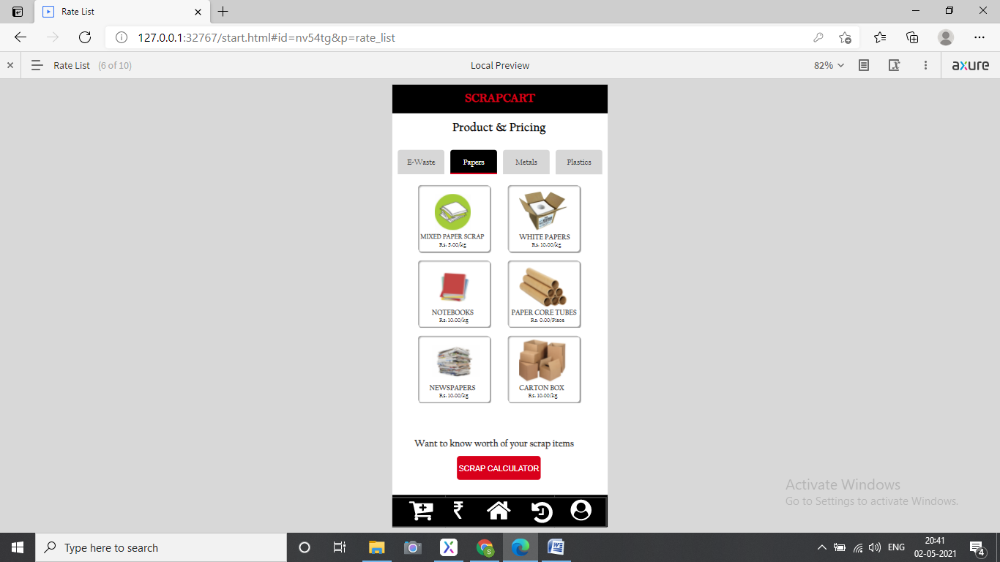 Rate List
127.0.0.1:32767/start.html#id=nv54tg&p=rate_list
Rate List (6 of 10)
Local Preview
82%
axure
SCRAPCART
Product & Pricing
E-Waste
Papers
Metals
Plastics
MIXED PAPER SCRAP
Rs. 5.00/kg
WHITE PAPERS
Rs. 10.00/kg
NOTEBOOKS
Rs. 10.00/kg
PAPER CORE TUBES
Rs. 0.00/Piece
NEWSPAPERS
Rs. 10.00/kg
CARTON BOX
Rs. 10.00/kg
Want to know worth of your scrap items
SCRAP CALCULATOR
Activate Windows
Go to Settings to activate Windows.
Type here to search
ENG
20:41
02-05-2021
4